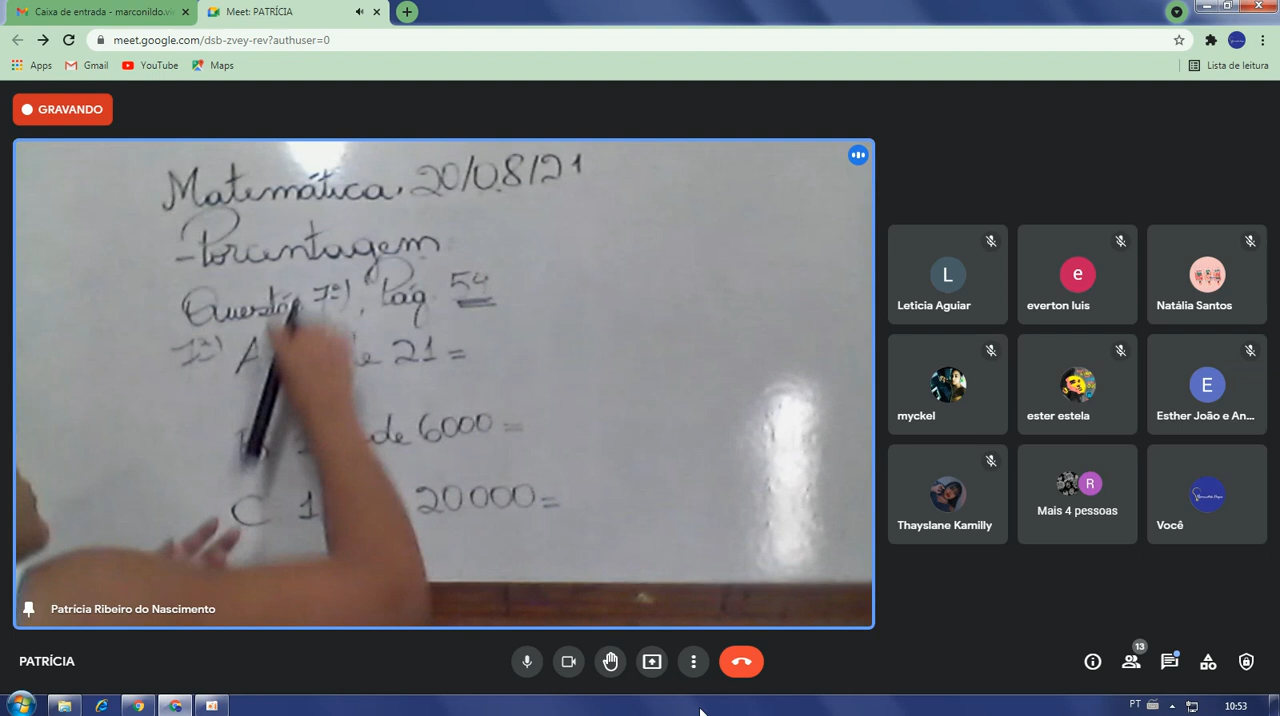 Caixa de entrada - marconildo.vi
Meet: PATRÍCIA
meet.google.com/dsb-zvey-rev?authuser=0
Apps Gmail YouTube Maps
Lista de leitura
GRAVANDO
Matemática. 20/08/21
-Porcentagem
Questão 1ª), Pág. 54
1ª) A de 21 =
de 6000 =
C 1 20000=
Patrícia Ribeiro do Nascimento
L
Leticia Aguiar
e
everton luis
Natália Santos
myckel
ester estela
E
Esther João e An...
Thayslane Kamilly
R
Mais 4 pessoas
Você
PATRÍCIA
13
PT
10:53